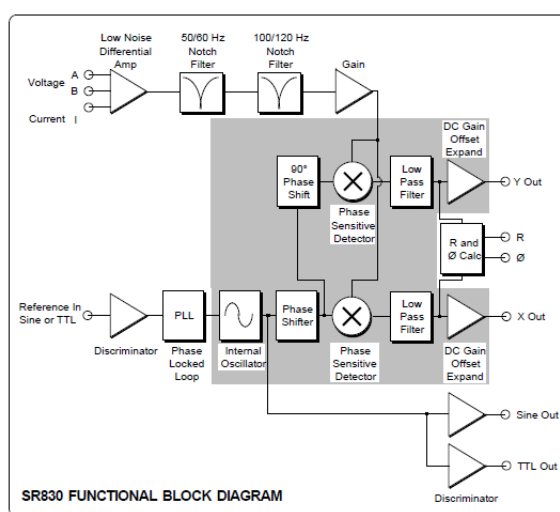 Low Noise
Differential
Amp
50/60 Hz
Notch
Filter
100/120 Hz
Notch
Filter
Gain
Voltage
A
B
Current
I
DC Gain
Offset
Expand
90°
Phase
Shift
Low
Pass
Filter
Y Out
Phase
Sensitive
Detector
R and
Ø Calc
R
Ø
Reference In
Sine or TTL
PLL
Phase
Shifter
Low
Pass
Filter
X Out
Discriminator
Phase
Locked
Loop
Internal
Oscillator
Phase
Sensitive
Detector
DC Gain
Offset
Expand
Sine Out
TTL Out
Discriminator
SR830 FUNCTIONAL BLOCK DIAGRAM